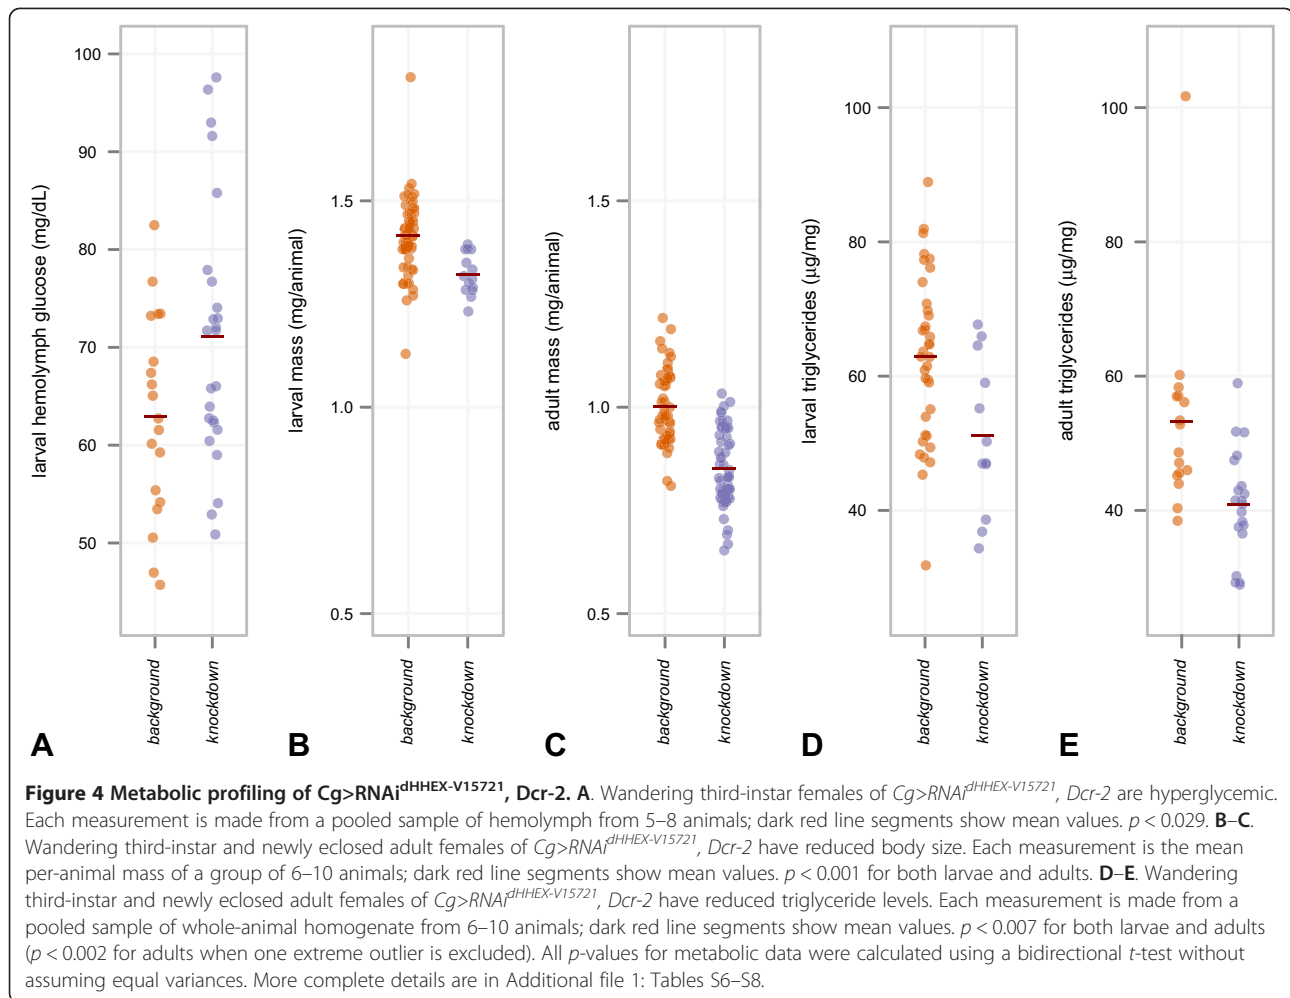 larval hemolymph glucose (mg/dL)
100
90
80
70
60
50
background
knockdown
A
larval mass (mg/animal)
1.5
1.0
0.5
background
knockdown
B
adult mass (mg/animal)
1.5
1.0
0.5
background
knockdown
C
larval triglycerides (µg/mg)
100
80
60
40
background
knockdown
D
adult triglycerides (µg/mg)
100
80
60
40
background
knockdown
E
Figure 4 Metabolic profiling of Cg>RNAi^dHHEX-V15721, Dcr-2. A. Wandering third-instar females of Cg>RNAi^dHHEX-V15721, Dcr-2 are hyperglycemic.
Each measurement is made from a pooled sample of hemolymph from 5–8 animals; dark red line segments show mean values. p < 0.029. B–C.
Wandering third-instar and newly eclosed adult females of Cg>RNAi^dHHEX-V15721, Dcr-2 have reduced body size. Each measurement is the mean
per-animal mass of a group of 6–10 animals; dark red line segments show mean values. p < 0.001 for both larvae and adults. D–E. Wandering
third-instar and newly eclosed adult females of Cg>RNAi^dHHEX-V15721, Dcr-2 have reduced triglyceride levels. Each measurement is made from a
pooled sample of whole-animal homogenate from 6–10 animals; dark red line segments show mean values. p < 0.007 for both larvae and adults
(p < 0.002 for adults when one extreme outlier is excluded). All p-values for metabolic data were calculated using a bidirectional t-test without
assuming equal variances. More complete details are in Additional file 1: Tables S6–S8.